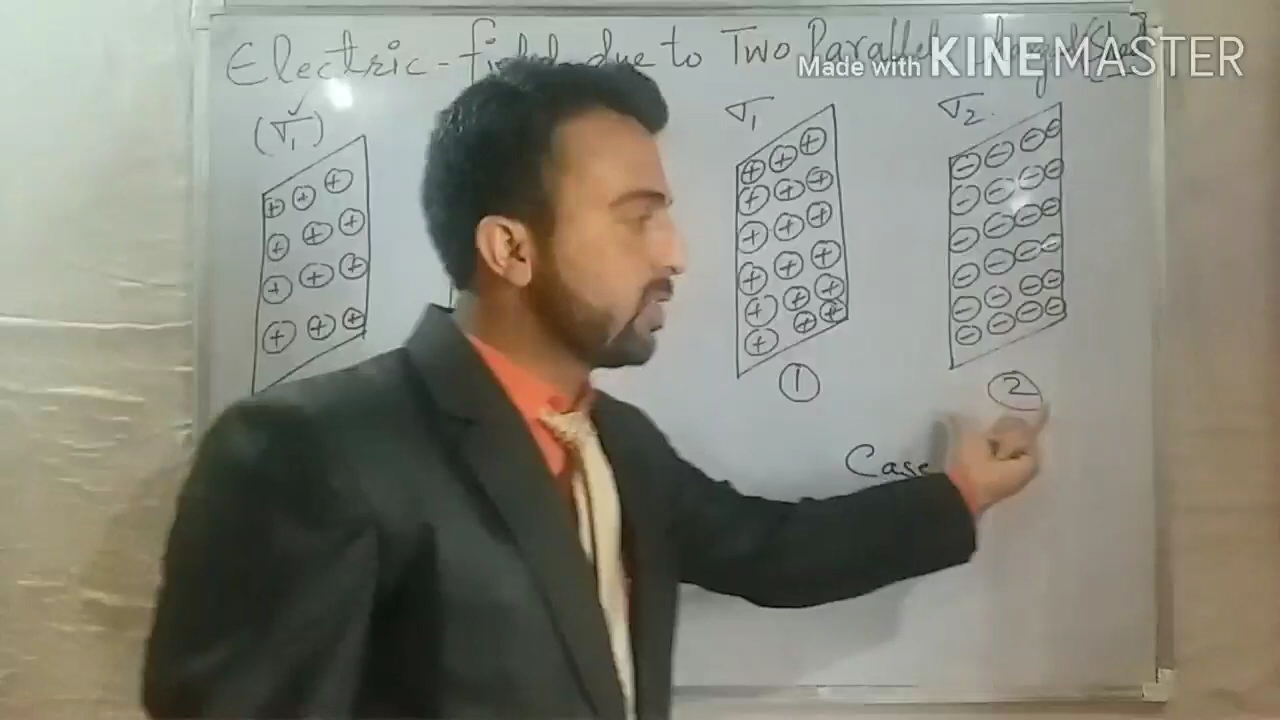 Electric-field due to Two Parallel
Made with KINEMASTER
(σ₁)
σ₁
σ₂
+ + +
+ + +
+ + +
+ + +
+ + +
+ + +
+ + +
+ + +
+ + +
+ + +
+
− − − −
− − − −
− − − −
− − − −
− − − −
− − − −
1
2
Case